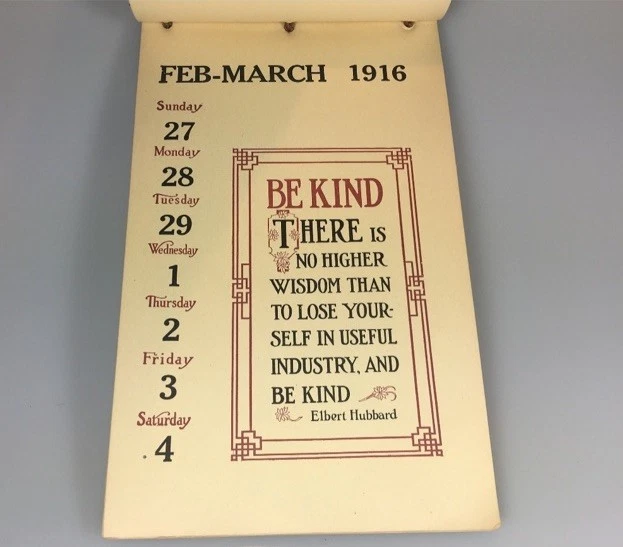 FEB-MARCH 1916
Sunday
27
Monday
28
Tuesday
29
Wednesday
1
Thursday
2
Friday
3
Saturday
4
BE KIND
THERE IS
NO HIGHER
WISDOM THAN
TO LOSE YOUR-
SELF IN USEFUL
INDUSTRY, AND
BE KIND
Elbert Hubbard